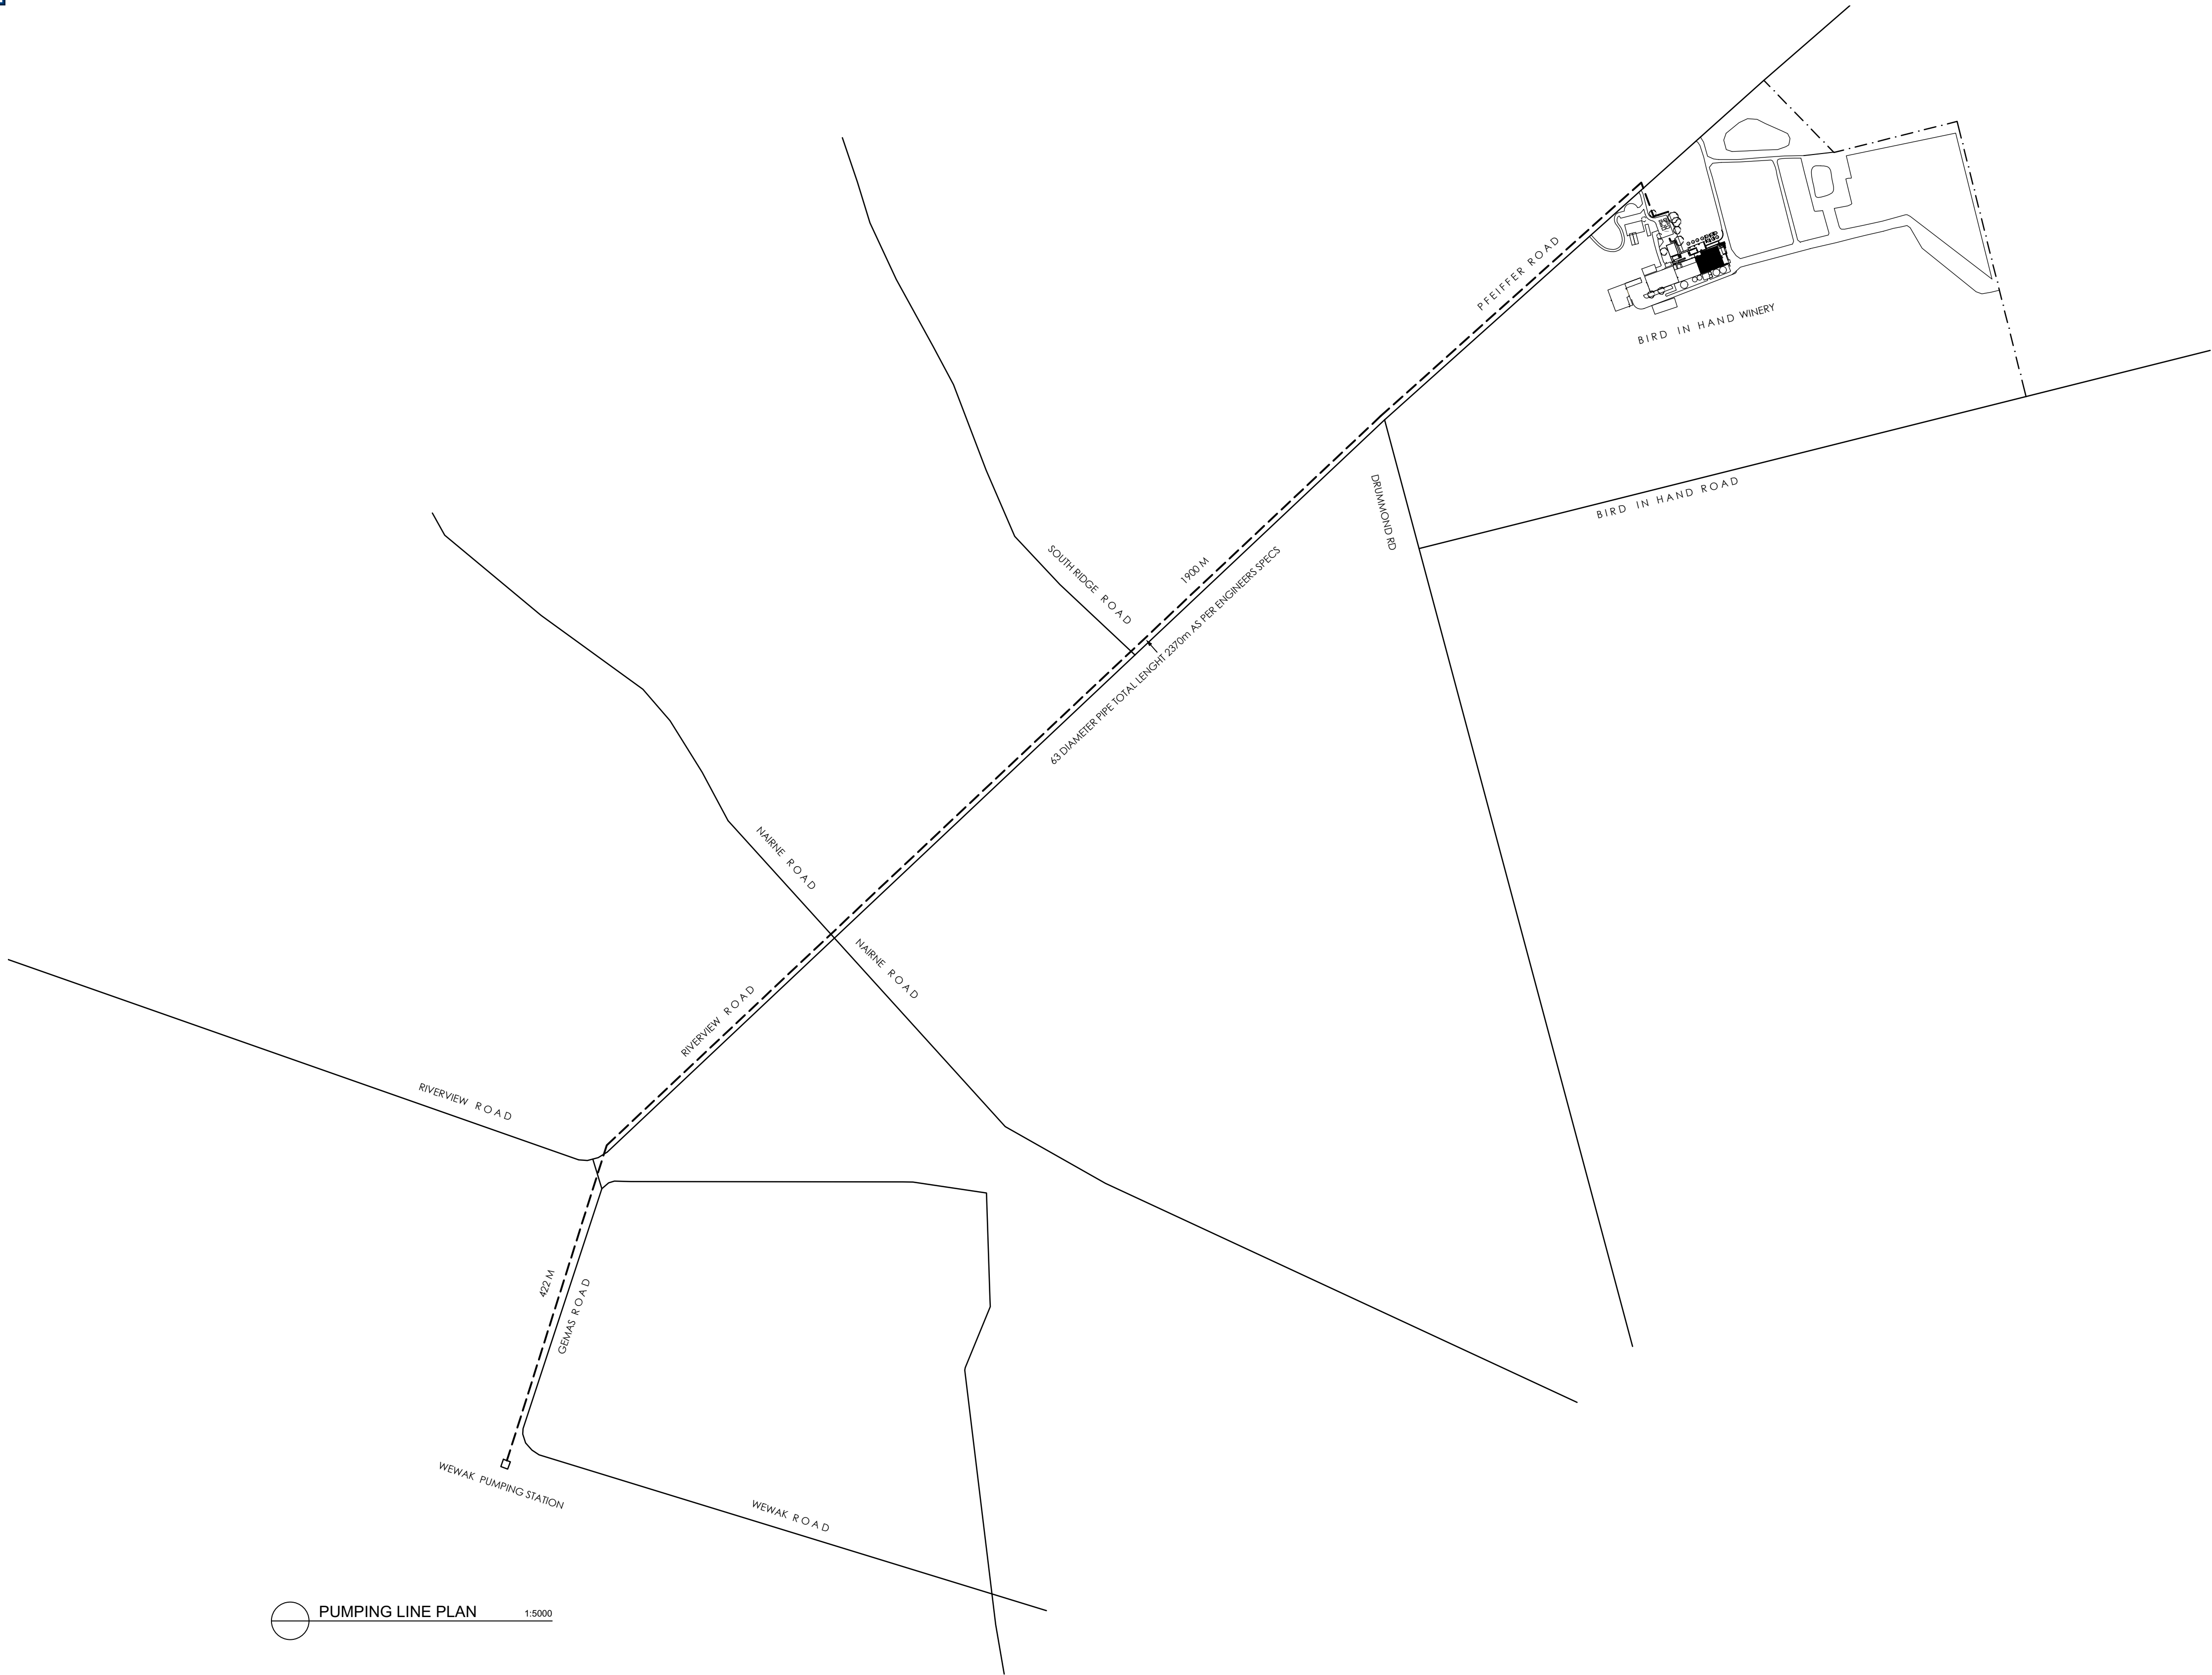 PFEIFFER ROAD
BIRD IN HAND WINERY
BIRD IN HAND ROAD
DRUMMOND RD
SOUTH RIDGE ROAD
1900 M
63 DIAMETER PIPE TOTAL LENGHT 2370m AS PER ENGINEERS SPECS
NAIRNE ROAD
NAIRNE ROAD
RIVERVIEW ROAD
RIVERVIEW ROAD
422 M
GEMAS ROAD
WEWAK PUMPING STATION
WEWAK ROAD
PUMPING LINE PLAN 1:5000